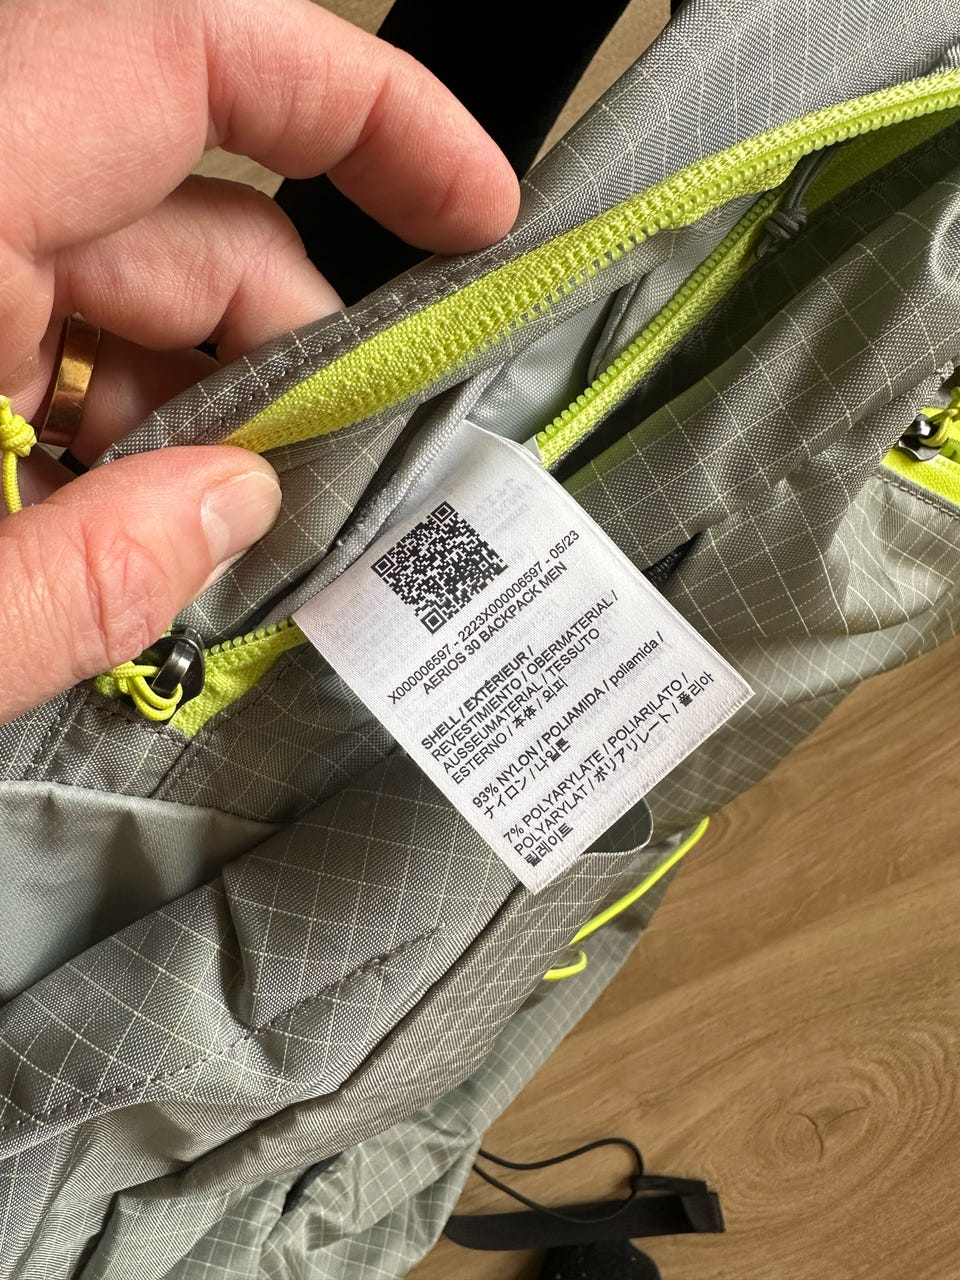 X000006597 - 2223X000006597 - 05/23
AERIOS 30 BACKPACK MEN
SHELL / EXTÉRIEUR /
REVESTIMIENTO / OBERMATERIAL /
AUSSEUMATERIAL / TESSUTO
ESTERNO / 本体 / 외피
93% NYLON / POLIAMIDA / poliamida /
ナイロン / 나일론
7% POLYARYLATE / POLIARILATO /
POLYARYLAT / ポリアリレート / 폴리아
릴레이트